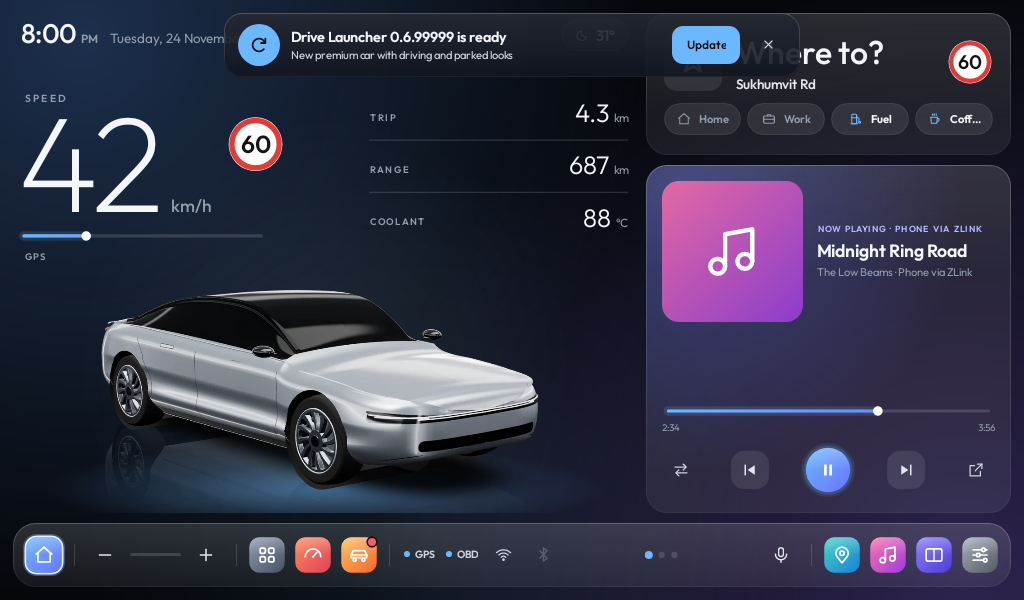 8:00 PM
Tuesday, 24 Novem
Drive Launcher 0.6.99999 is ready
New premium car with driving and parked looks
31°
Update
Where to?
60
Sukhumvit Rd
Home
Work
Fuel
Coff…
SPEED
42 km/h
60
GPS
TRIP
4.3 km
RANGE
687 km
COOLANT
88 °C
NOW PLAYING · PHONE VIA ZLINK
Midnight Ring Road
The Low Beams · Phone via ZLink
2:34
3:56
GPS
OBD